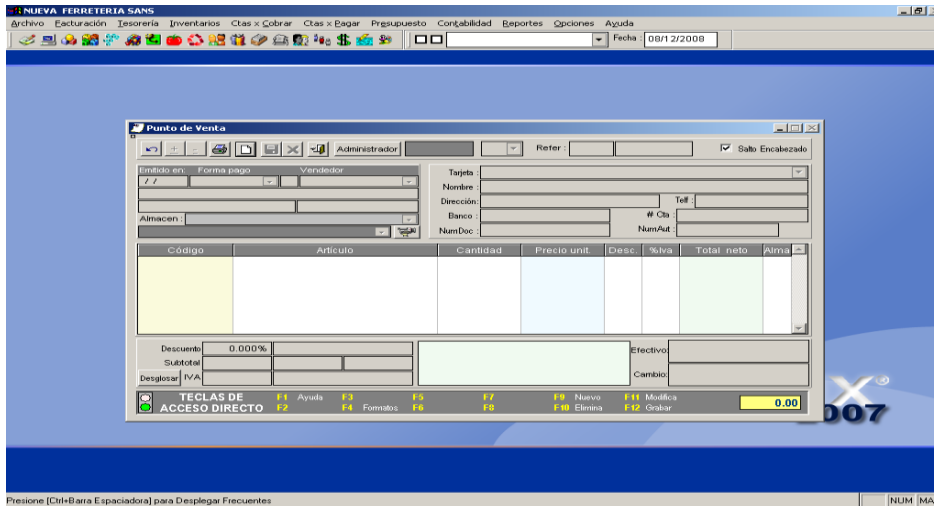 NUEVA FERRETERIA SANS
Archivo Facturación Tesorería Inventarios Ctas x Cobrar Ctas x Pagar Presupuesto Contabilidad Reportes Opciones Ayuda
Fecha : 08/12/2008
Punto de Venta
Administrador Refer : Salto Encabezado
Emitido en: Forma pago Vendedor
/ /
Almacen :
Tarjeta :
Nombre :
Dirección: Telf :
Banco : # Cta :
NumDoc : NumAut :
Código Artículo Cantidad Precio unit. Desc. %Iva Total neto Alma
Descuento 0.000%
Subtotal
Desglosar IVA
Efectivo:
Cambio:
TECLAS DE ACCESO DIRECTO
F1 Ayuda F3 F5 F7 F9 Nuevo F11 Modifica
F2 F4 Formatos F6 F8 F10 Elimina F12 Grabar
0.00
X®
2007
Presione [Ctrl+Barra Espaciadora] para Desplegar Frecuentes
NUM MA